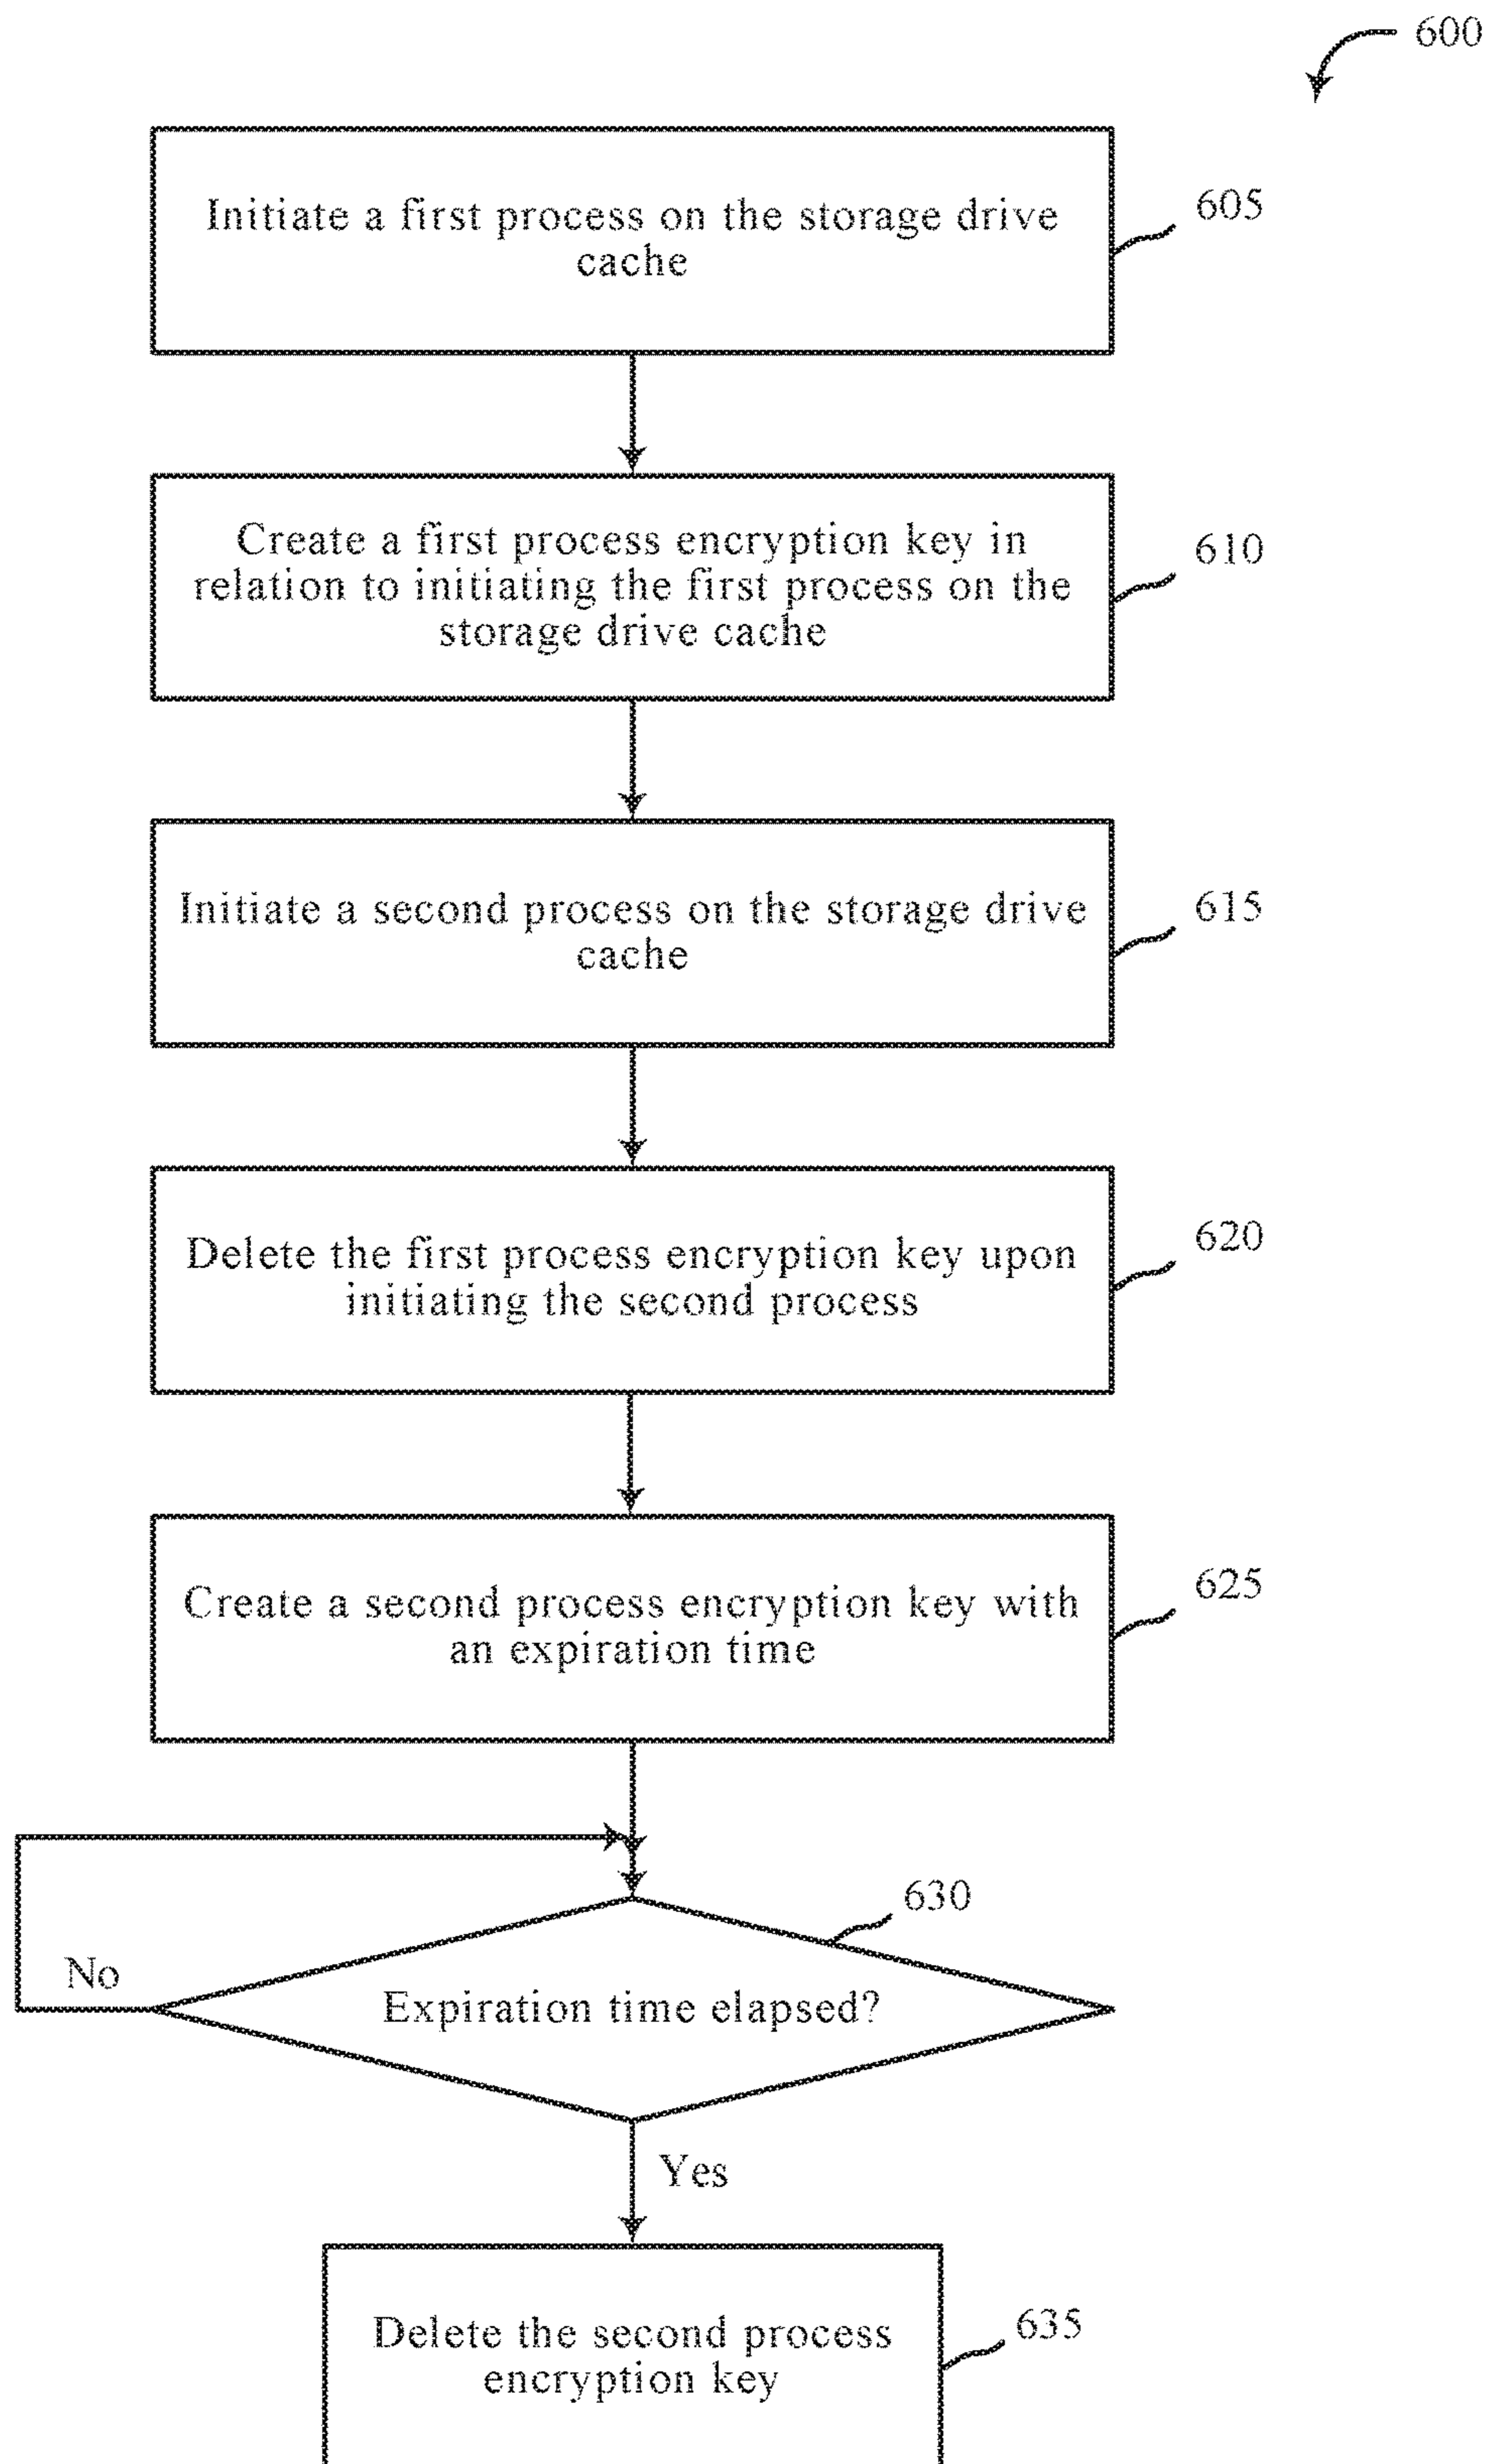 600
Initiate a first process on the storage drive
cache
605
Create a first process encryption key in
relation to initiating the first process on the
storage drive cache
610
Initiate a second process on the storage drive
cache
615
Delete the first process encryption key upon
initiating the second process
620
Create a second process encryption key with
an expiration time
625
630
No
Expiration time elapsed?
Yes
Delete the second process
encryption key
635